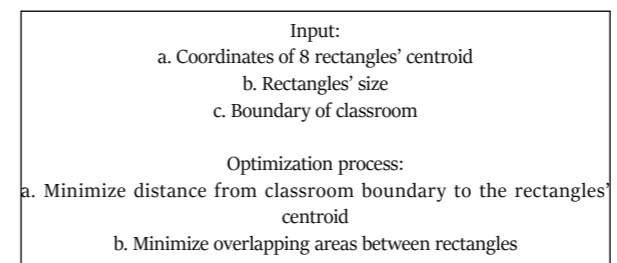 Input:
a. Coordinates of 8 rectangles’ centroid
b. Rectangles’ size
c. Boundary of classroom
Optimization process:
a. Minimize distance from classroom boundary to the rectangles’
centroid
b. Minimize overlapping areas between rectangles